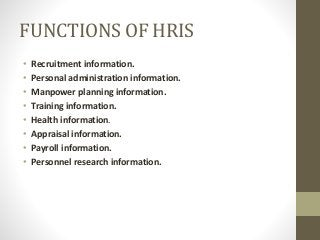 FUNCTIONS OF HRIS
• Recruitment information.
• Personal administration information.
• Manpower planning information.
• Training information.
• Health information.
• Appraisal information.
• Payroll information.
• Personnel research information.